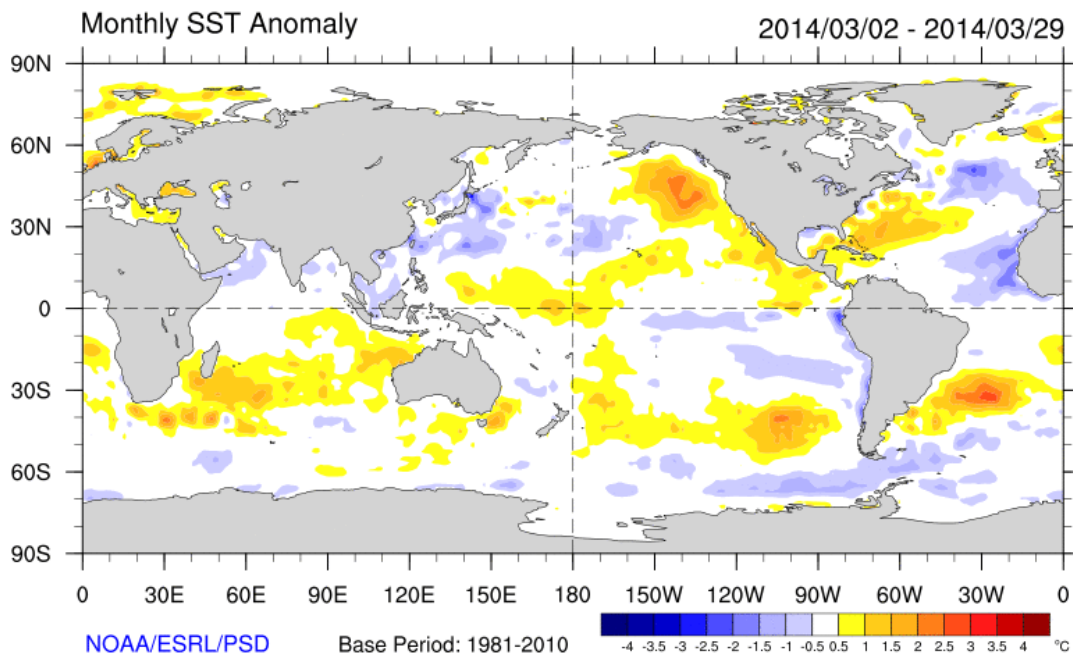 Monthly SST Anomaly 2014/03/02 - 2014/03/29
90N
60N
30N
0
30S
60S
90S
0 30E 60E 90E 120E 150E 180 150W 120W 90W 60W 30W 0
NOAA/ESRL/PSD Base Period: 1981-2010
-4 -3.5 -3 -2.5 -2 -1.5 -1 -0.5 0.5 1 1.5 2 2.5 3 3.5 4 °C